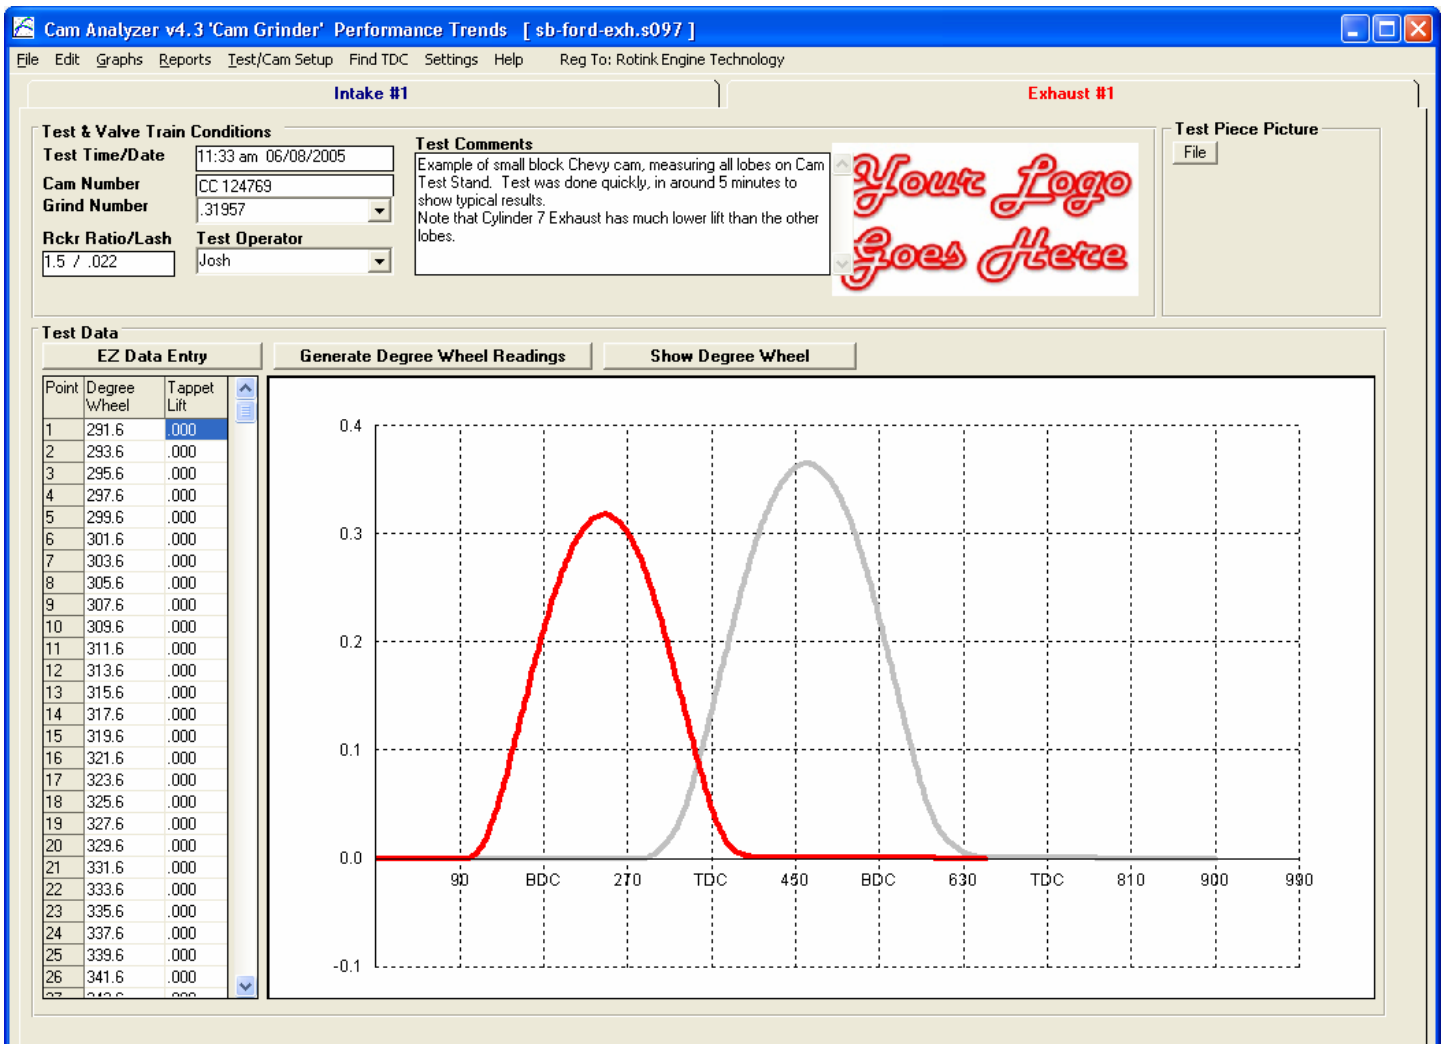 Cam Analyzer v4.3 'Cam Grinder' Performance Trends [ sb-ford-exh.s097 ]
File Edit Graphs Reports Test/Cam Setup Find TDC Settings Help Reg To: Rotink Engine Technology
Intake #1 Exhaust #1
Test & Valve Train Conditions
Test Time/Date 11:33 am 06/08/2005
Cam Number CC 124769
Grind Number .31957
Rckr Ratio/Lash Test Operator
1.5 / .022 Josh
Test Comments
Example of small block Chevy cam, measuring all lobes on Cam
Test Stand. Test was done quickly, in around 5 minutes to
show typical results.
Note that Cylinder 7 Exhaust has much lower lift than the other
lobes.
Your Logo
Goes Here
Test Piece Picture
File
Test Data
EZ Data Entry Generate Degree Wheel Readings Show Degree Wheel
Point Degree Tappet
Wheel Lift
1 291.6 .000
2 293.6 .000
3 295.6 .000
4 297.6 .000
5 299.6 .000
6 301.6 .000
7 303.6 .000
8 305.6 .000
9 307.6 .000
10 309.6 .000
11 311.6 .000
12 313.6 .000
13 315.6 .000
14 317.6 .000
15 319.6 .000
16 321.6 .000
17 323.6 .000
18 325.6 .000
19 327.6 .000
20 329.6 .000
21 331.6 .000
22 333.6 .000
23 335.6 .000
24 337.6 .000
25 339.6 .000
26 341.6 .000
0.4
0.3
0.2
0.1
0.0
90 BDC 270 TDC 450 BDC 630 TDC 810 900 990
-0.1